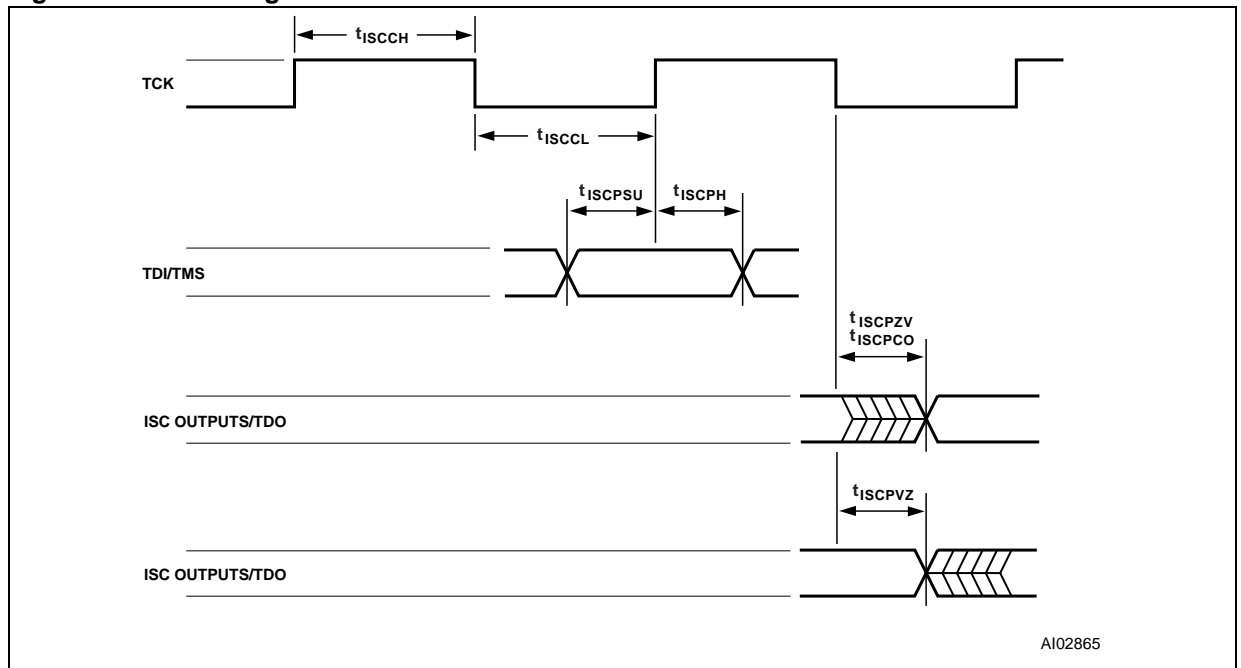 tISCCH
TCK
tISCCL
tISCPSU
tISCPH
TDI/TMS
tISCPZV
tISCPCO
ISC OUTPUTS/TDO
tISCPVZ
ISC OUTPUTS/TDO
AI02865